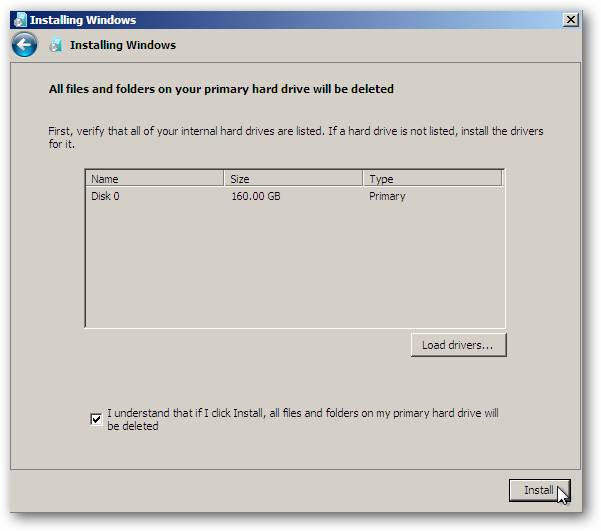 Installing Windows
Installing Windows
All files and folders on your primary hard drive will be deleted
First, verify that all of your internal hard drives are listed. If a hard drive is not listed, install the drivers
for it.
Name Size Type
Disk 0 160.00 GB Primary
Load drivers...
I understand that if I click Install, all files and folders on my primary hard drive will
be deleted
Install